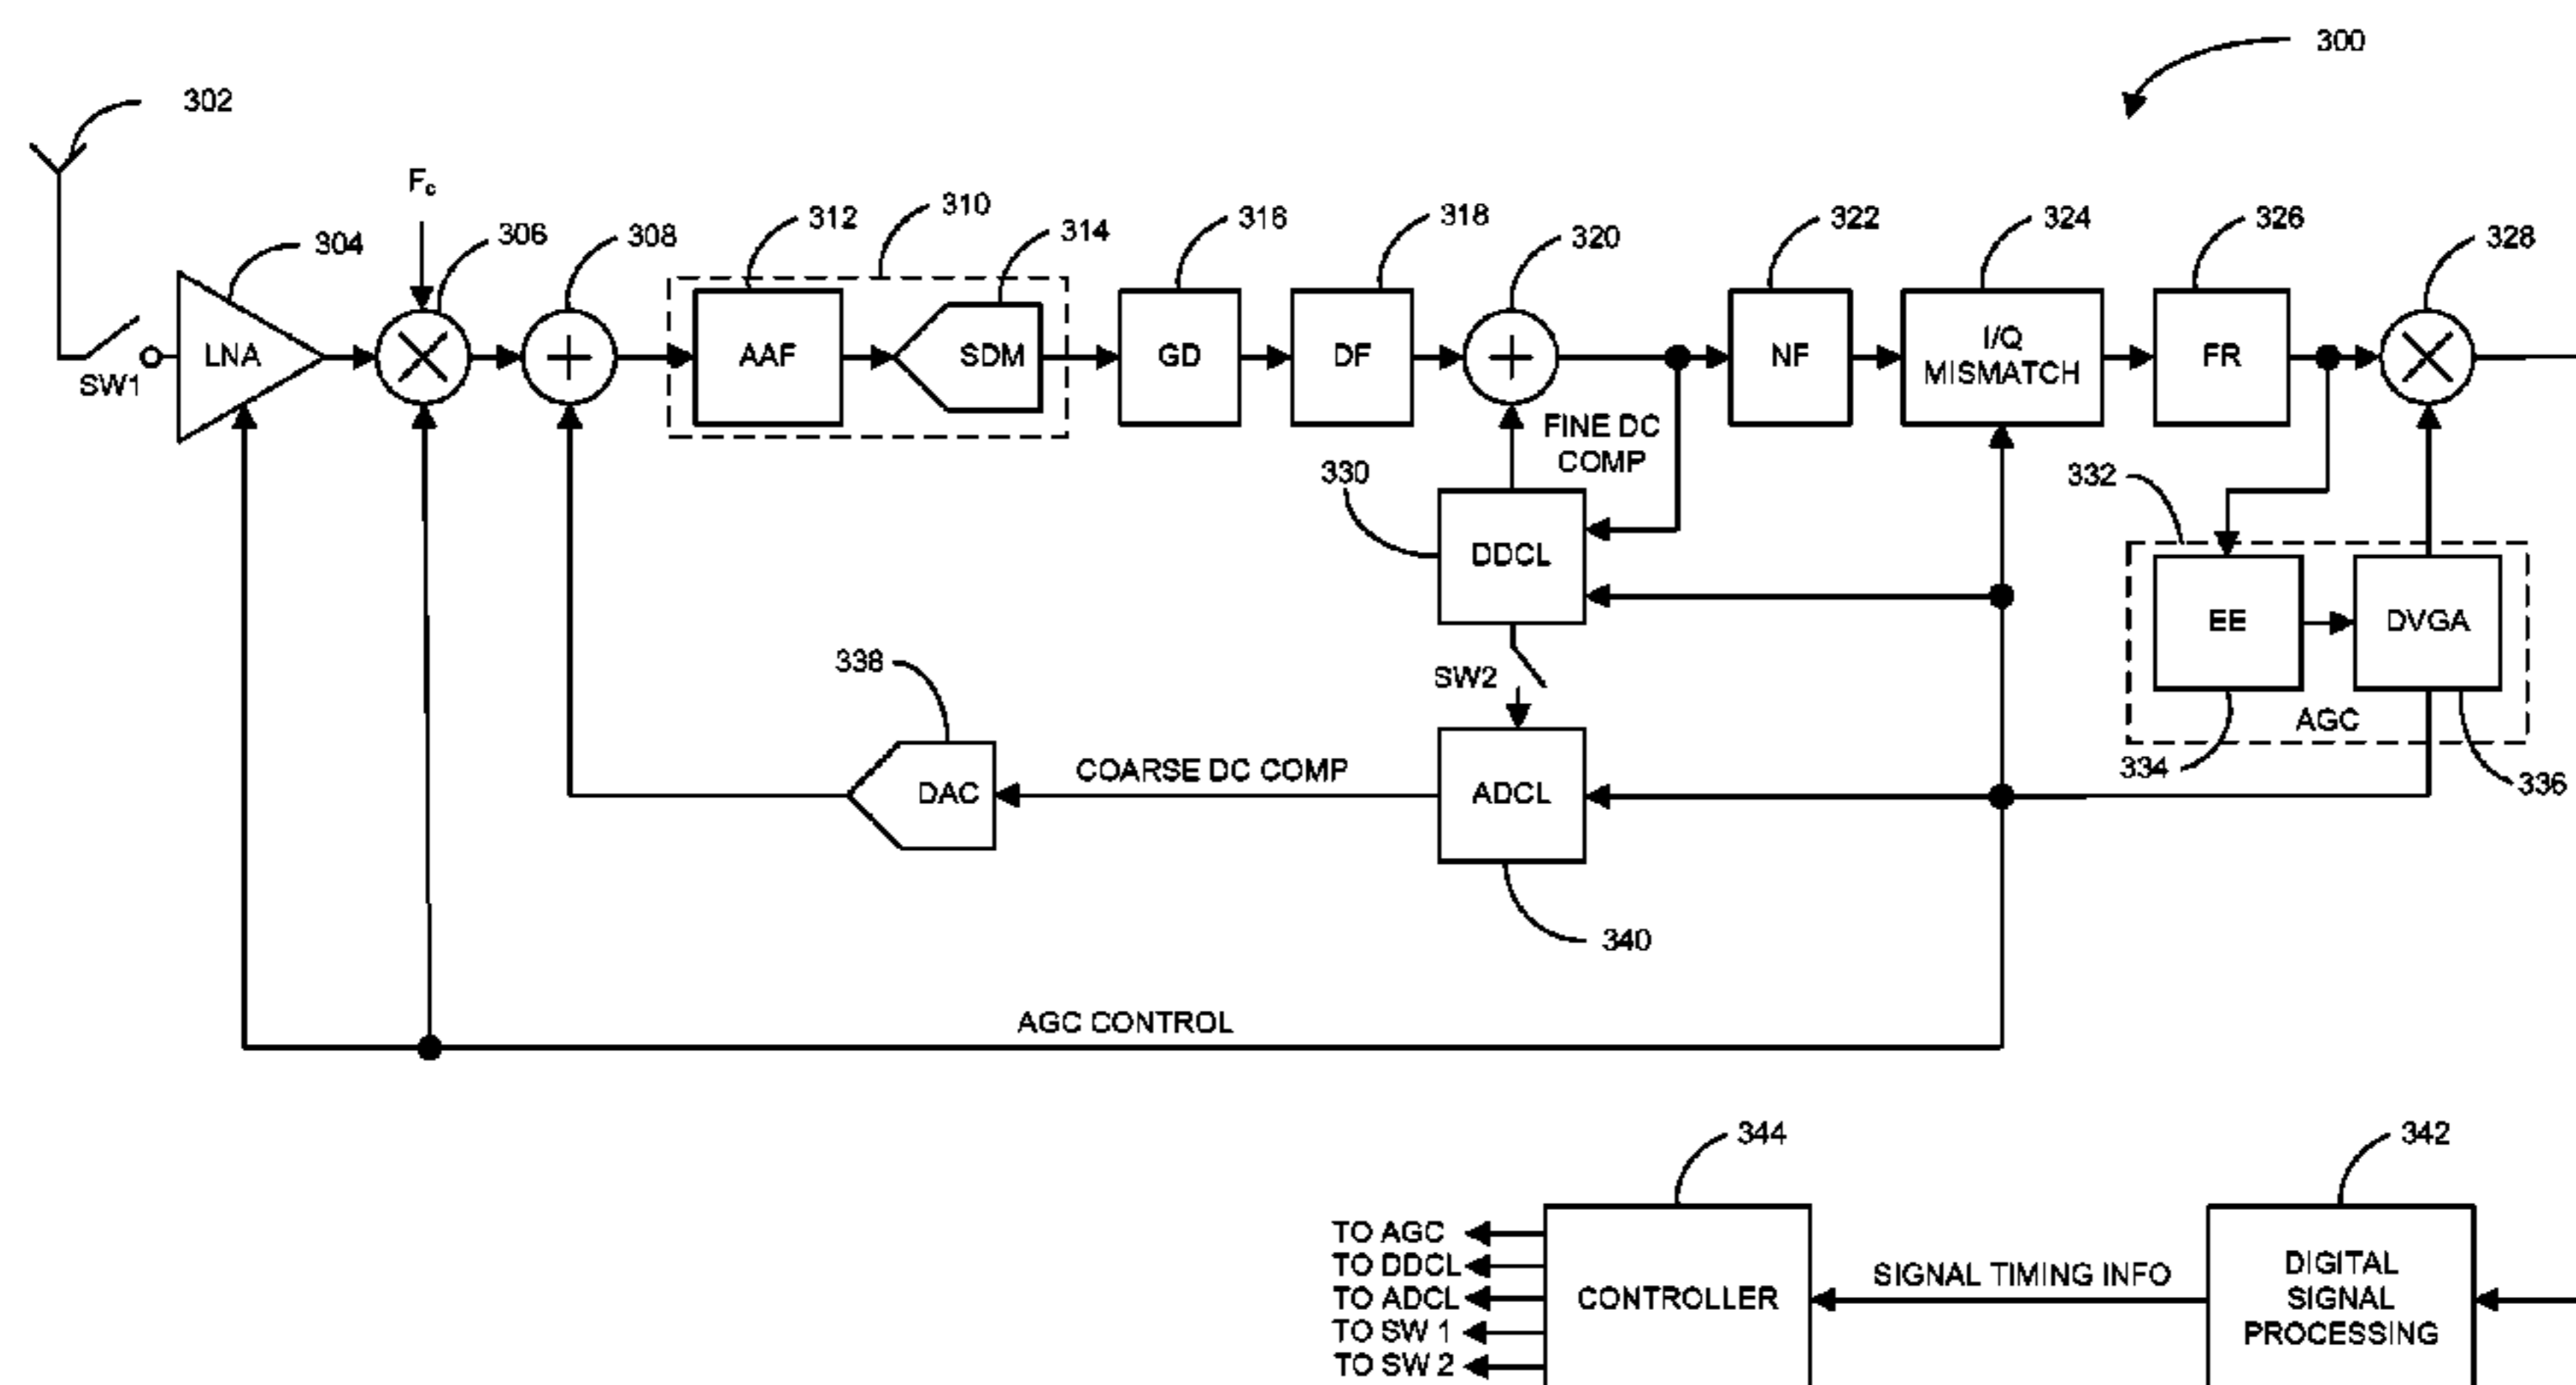 300
302
Fc
304
306
308
312
310
314
316
318
320
322
324
326
328
SW1
LNA
AAF
SDM
GD
DF
NF
I/Q
MISMATCH
FR
FINE DC
COMP
330
332
DDCL
EE
DVGA
338
SW2
AGC
334
336
DAC
COARSE DC COMP
ADCL
340
AGC CONTROL
344
342
TO AGC
TO DDCL
TO ADCL
TO SW 1
TO SW 2
CONTROLLER
SIGNAL TIMING INFO
DIGITAL
SIGNAL
PROCESSING